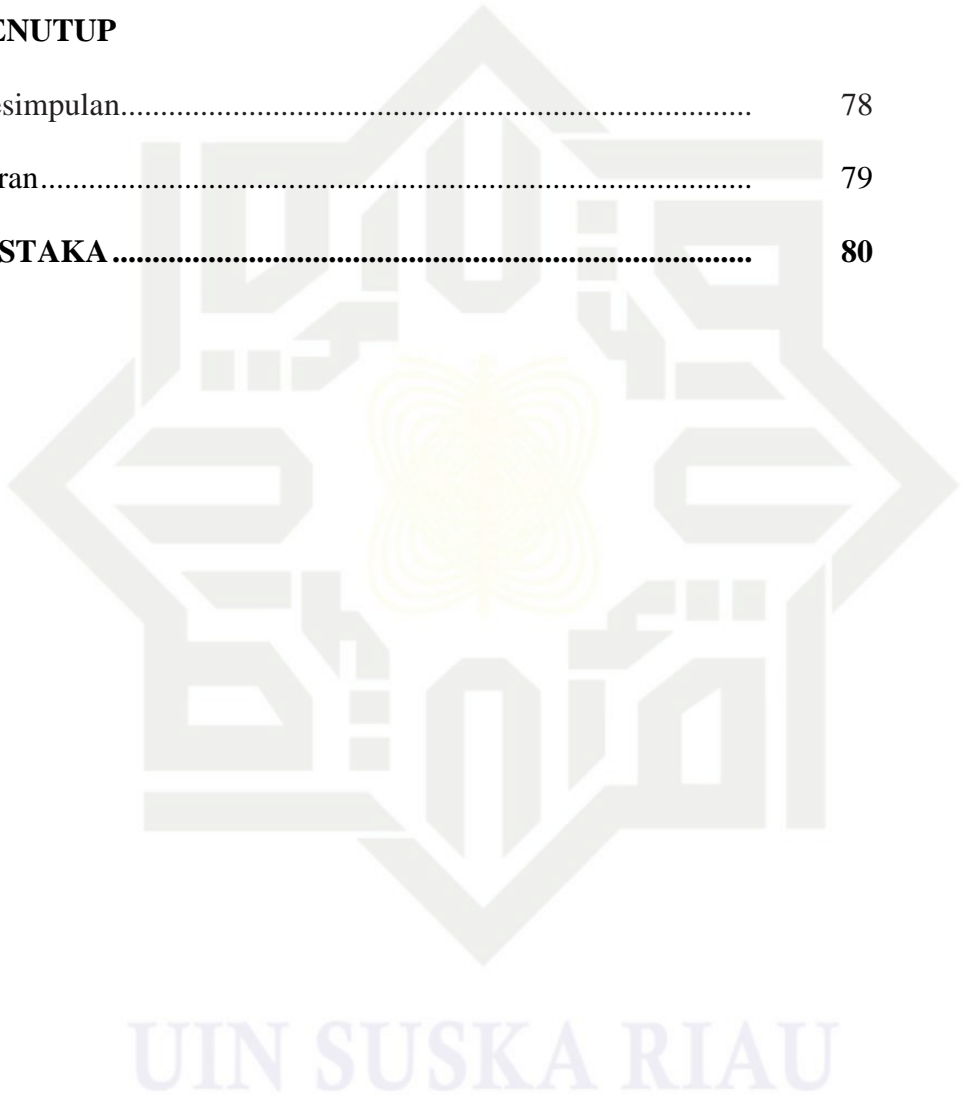 ENUTUP
esimpulan............................................................................... 78
ran......................................................................................... 79
STAKA ................................................................................ 80
UIN SUSKA RIAU